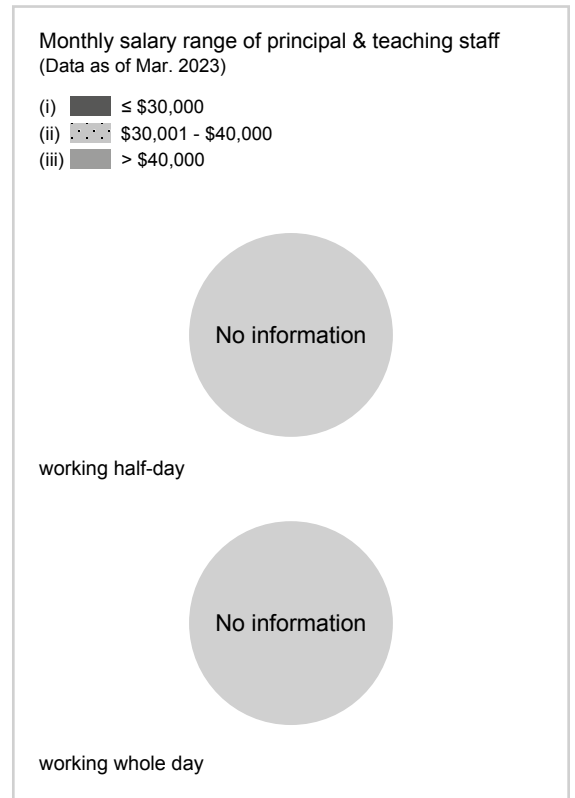 Monthly salary range of principal & teaching staff
(Data as of Mar. 2023)
(i) ≤ $30,000
(ii) $30,001 - $40,000
(iii) > $40,000
No information
working half-day
No information
working whole day